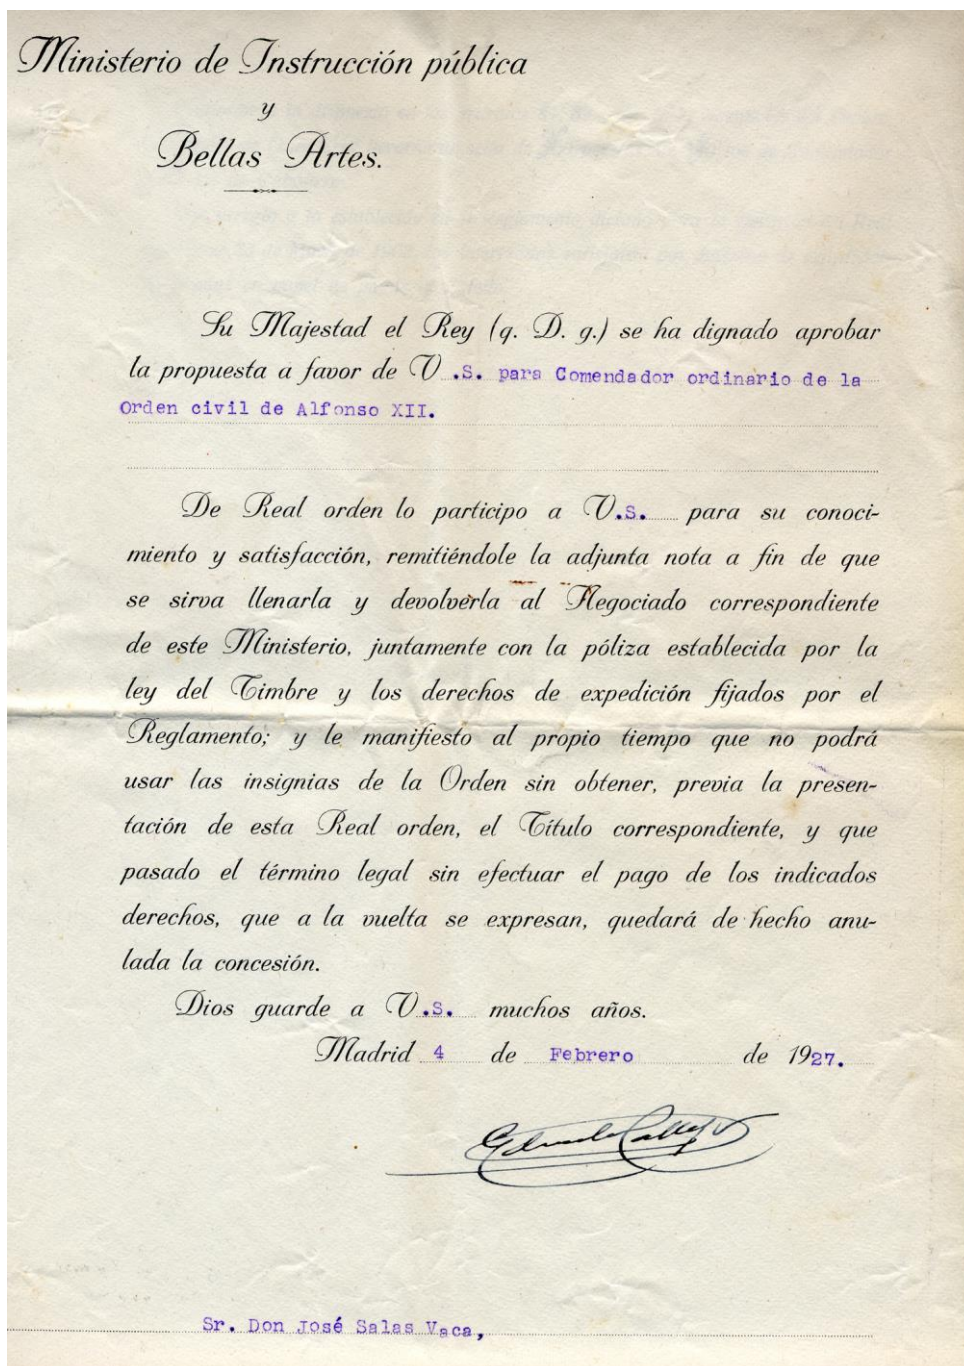 Ministerio de Instrucción pública
y
Bellas Artes.
Su Majestad el Rey (q. D. g.) se ha dignado aprobar
la propuesta a favor de V.S. para Comendador ordinario de la
Orden civil de Alfonso XII.
De Real orden lo participo a V.S. para su conoci-
miento y satisfacción, remitiéndole la adjunta nota a fin de que
se sirva llenarla y devolverla al Negociado correspondiente
de este Ministerio, juntamente con la póliza establecida por la
ley del Timbre y los derechos de expedición fijados por el
Reglamento; y le manifiesto al propio tiempo que no podrá
usar las insignias de la Orden sin obtener, previa la presen-
tación de esta Real orden, el Título correspondiente, y que
pasado el término legal sin efectuar el pago de los indicados
derechos, que a la vuelta se expresan, quedará de hecho anu-
lada la concesión.
Dios guarde a V.S. muchos años.
Madrid 4 de Febrero de 1927.
Eduardo Callejo
Sr. Don José Salas Vaca,